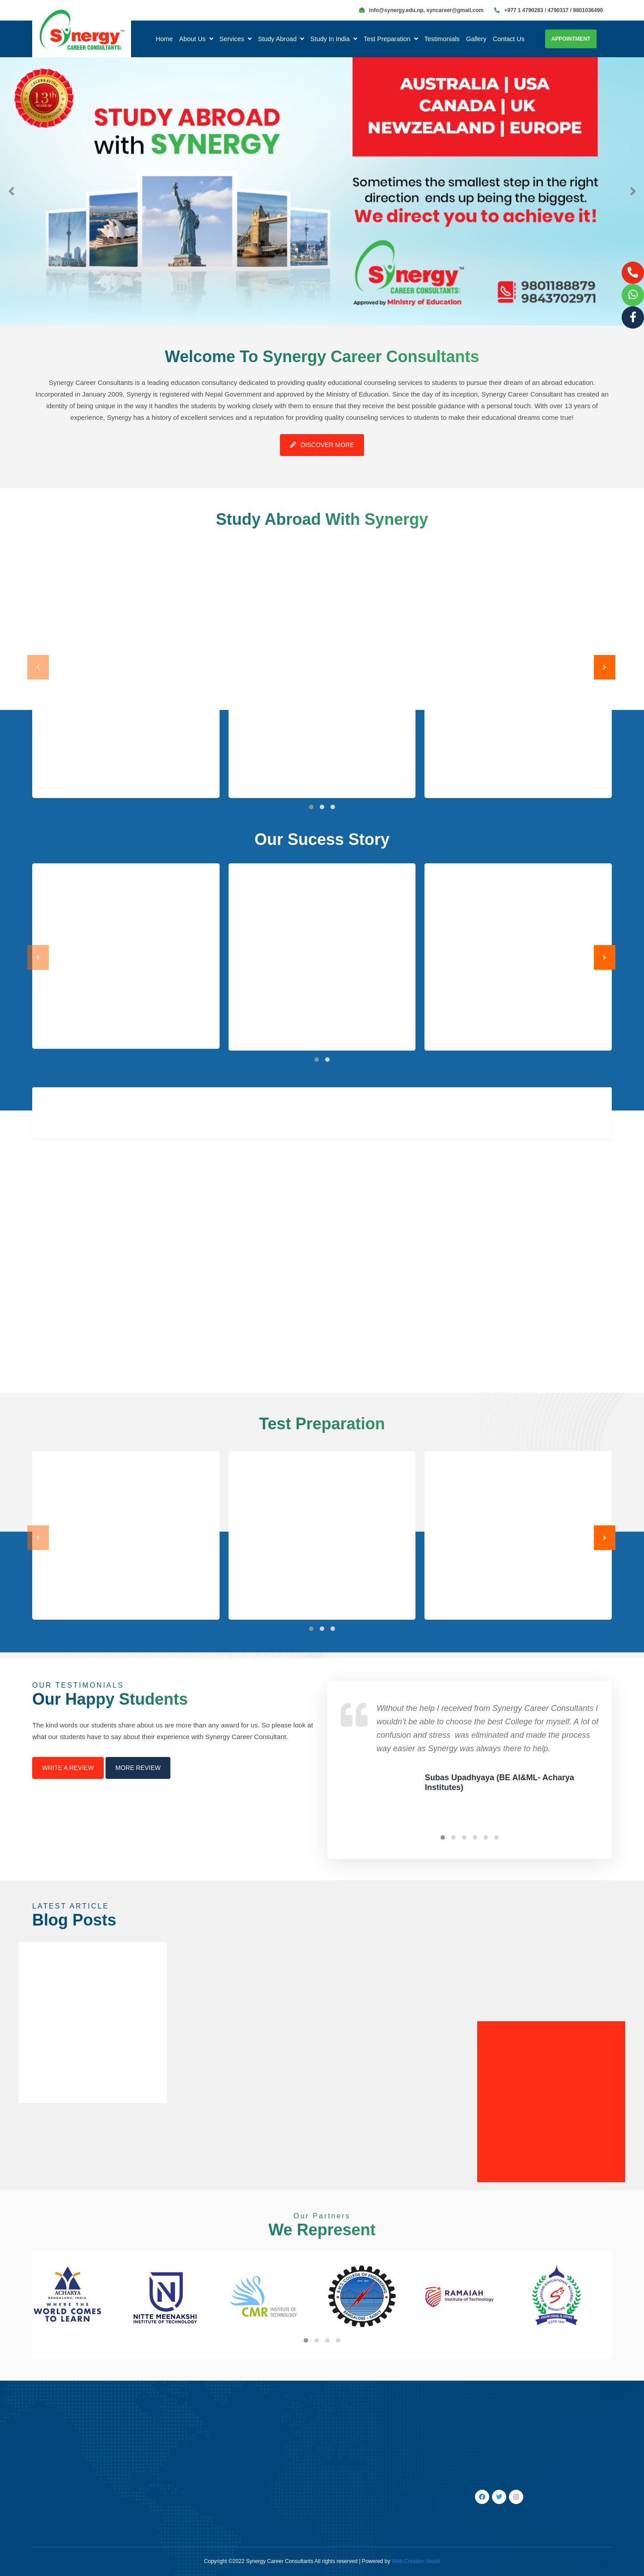 info@synergy.edu.np, syncareer@gmail.com
+977 1 4790283 / 4790317 / 9801036490
Synergy
CAREER CONSULTANTS
Home About Us Services Study Abroad Study In India Test Preparation Testimonials Gallery Contact Us
APPOINTMENT
CELEBRATING
13th
YEARS OF
STUDY ABROAD
with SYNERGY
AUSTRALIA | USA
CANADA | UK
NEWZEALAND | EUROPE
Sometimes the smallest step in the right
direction ends up being the biggest.
We direct you to achieve it!
Synergy
CAREER CONSULTANTS
Approved by Ministry of Education
9801188879
9843702971
Welcome To Synergy Career Consultants
Synergy Career Consultants is a leading education consultancy dedicated to providing quality educational counseling services to students to pursue their dream of an abroad education.
Incorporated in January 2009, Synergy is registered with Nepal Government and approved by the Ministry of Education. Since the day of its inception, Synergy Career Consultant has created an
identity of being unique in the way it handles the students by working closely with them to ensure that they receive the best possible guidance with a personal touch. With over 13 years of
experience, Synergy has a history of excellent services and a reputation for providing quality counseling services to students to make their educational dreams come true!
DISCOVER MORE
Study Abroad With Synergy
Our Sucess Story
Test Preparation
OUR TESTIMONIALS
Our Happy Students
The kind words our students share about us are more than any award for us. So please look at
what our students have to say about their experience with Synergy Career Consultant.
WRITE A REVIEW
MORE REVIEW
Without the help I received from Synergy Career Consultants I
wouldn't be able to choose the best College for myself. A lot of
confusion and stress was eliminated and made the process
way easier as Synergy was always there to help.
Subas Upadhyaya (BE AI&ML- Acharya
Institutes)
LATEST ARTICLE
Blog Posts
Our Partners
We Represent
ACHARYA
BENGALURU, INDIA
WHERE THE
WORLD COMES
TO LEARN
NITTE MEENAKSHI
INSTITUTE OF TECHNOLOGY
CMR INSTITUTE OF
TECHNOLOGY
RAMAIAH
Institute of Technology
Copyright ©2022 Synergy Career Consultants All rights reserved | Powered by Web Creation Nepal